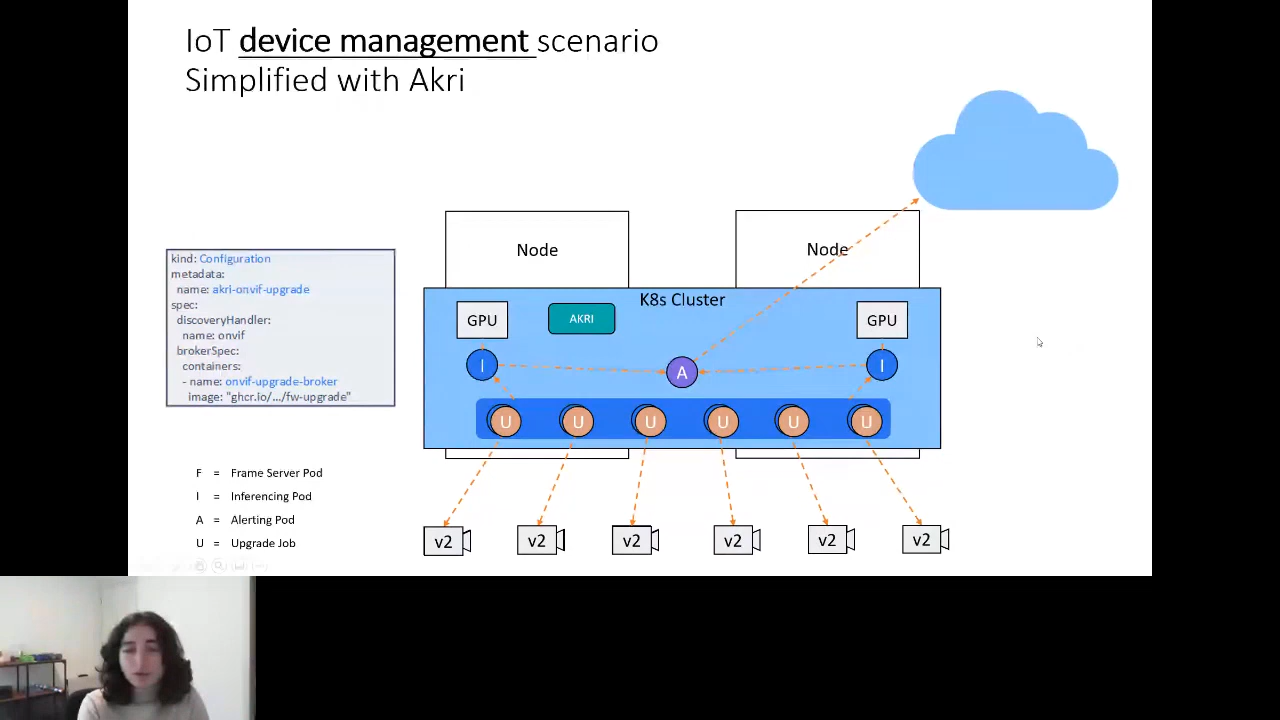 IoT device management scenario
Simplified with Akri
Node
Node
kind: Configuration
metadata:
name: akri-onvif-upgrade
spec:
discoveryHandler:
name: onvif
brokerSpec:
containers:
- name: onvif-upgrade-broker
image: "ghcr.io/.../fw-upgrade"
K8s Cluster
GPU
AKRI
GPU
I
A
I
U
U
U
U
U
U
F = Frame Server Pod
I = Inferencing Pod
A = Alerting Pod
U = Upgrade Job
v2
v2
v2
v2
v2
v2